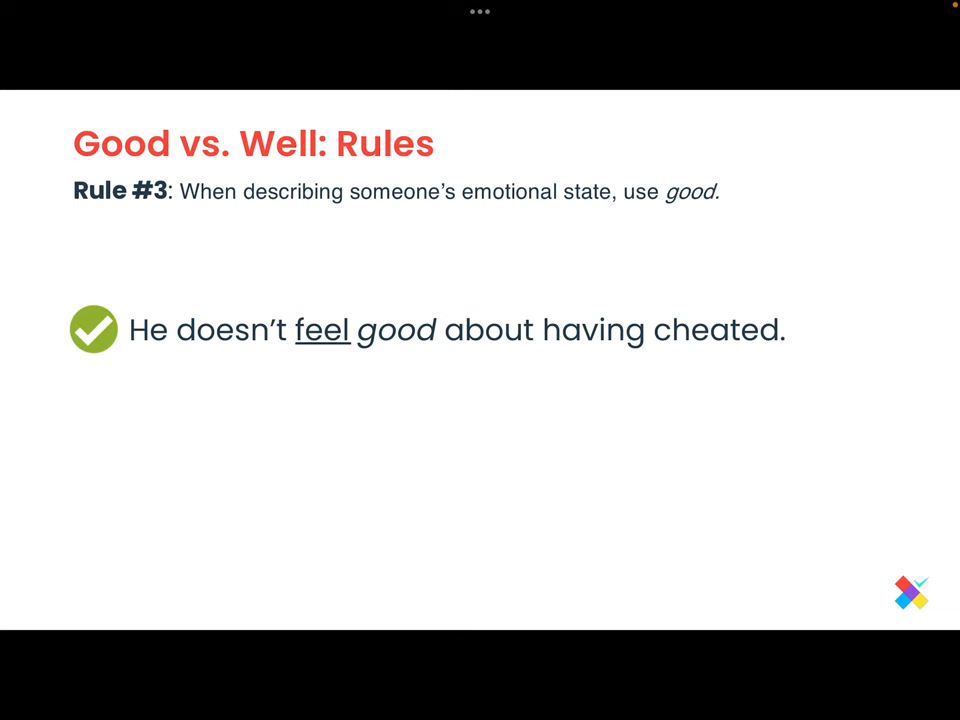 Good vs. Well: Rules
Rule #3: When describing someone’s emotional state, use good.
He doesn’t feel good about having cheated.